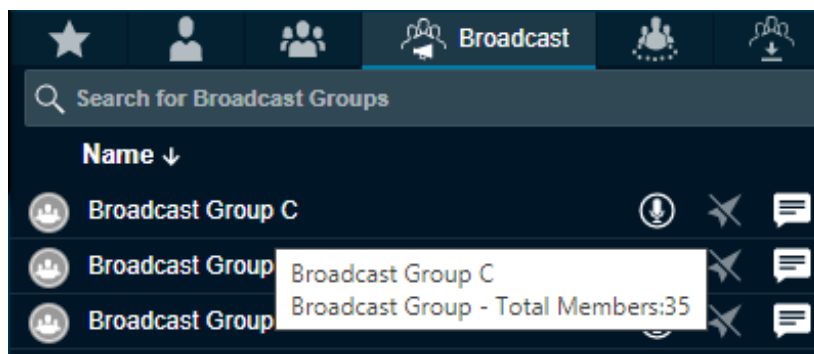 Broadcast
Search for Broadcast Groups
Name ↓
Broadcast Group C
Broadcast Group
Broadcast Group C
Broadcast Group - Total Members:35
Broadcast Group